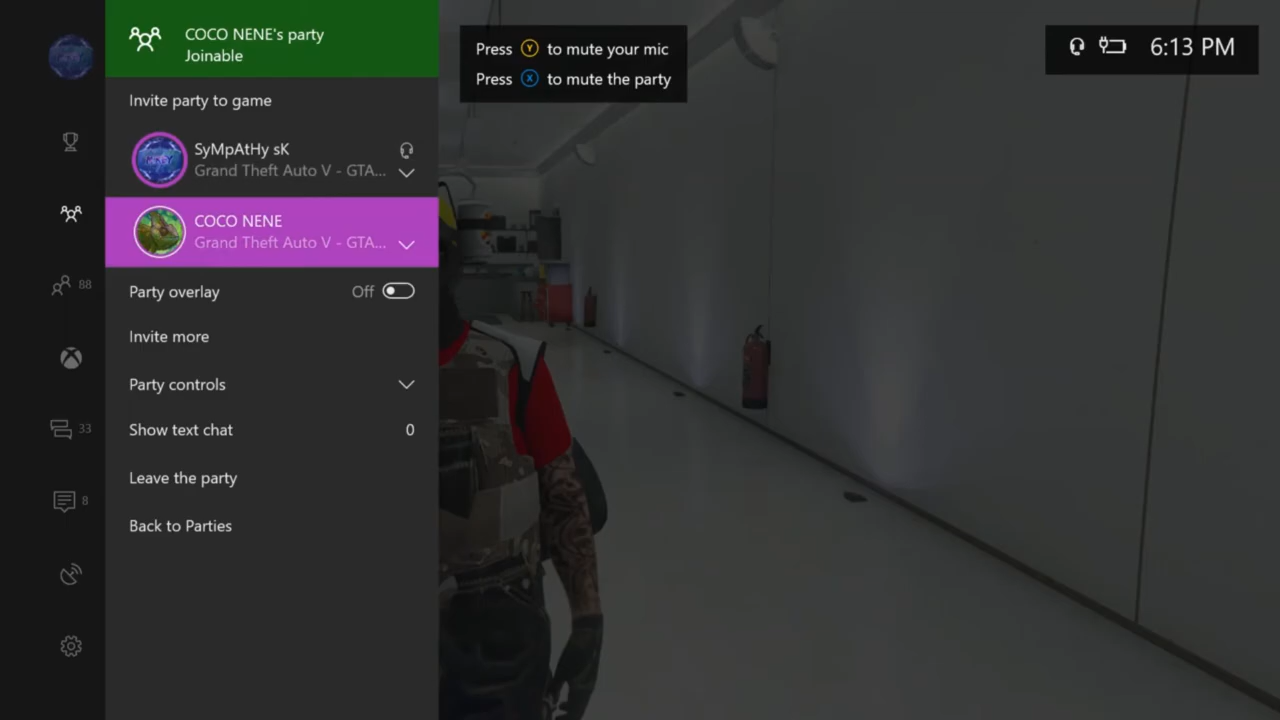 COCO NENE's party
Joinable
Press Y to mute your mic
Press X to mute the party
6:13 PM
Invite party to game
SyMpAtHy sK
Grand Theft Auto V - GTA...
COCO NENE
Grand Theft Auto V - GTA...
Party overlay Off
88
Invite more
Party controls
Show text chat 0
33
Leave the party
8
Back to Parties